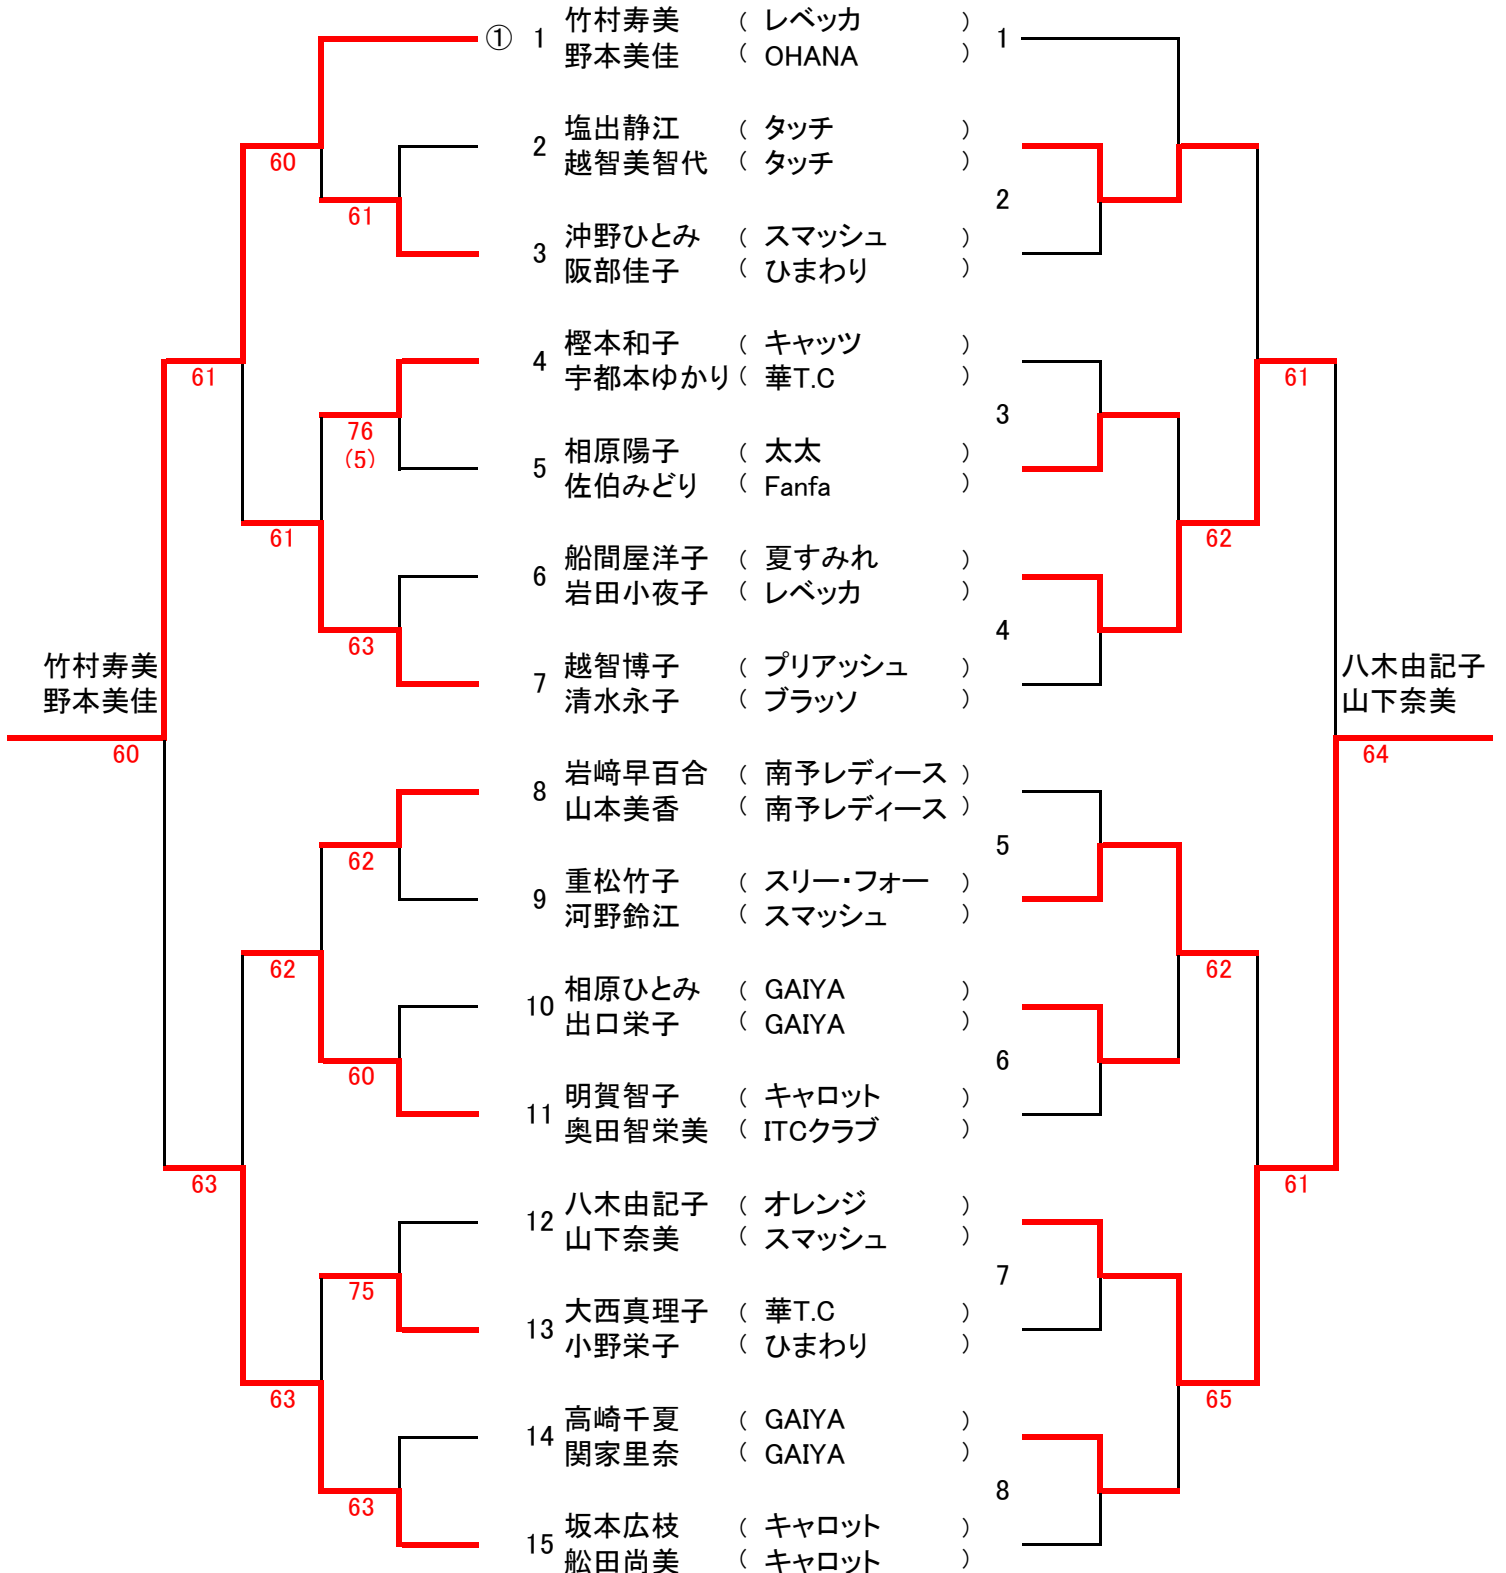 ① 1 竹村寿美 ( レベッカ ) 1
野本美佳 ( OHANA )
60
2 塩出静江 ( タッチ )
越智美智代 ( タッチ )
61
2
3 沖野ひとみ ( スマッシュ )
阪部佳子 ( ひまわり )
4 樫本和子 ( キャッツ )
宇都本ゆかり ( 華T.C )
61
61
76
(5)
3
5 相原陽子 ( 太太 )
佐伯みどり ( Fanfa )
61
62
6 船間屋洋子 ( 夏すみれ )
岩田小夜子 ( レベッカ )
63
4
7 越智博子 ( プリアッシュ )
清水永子 ( ブラッソ )
竹村寿美
野本美佳
八木由記子
山下奈美
60
64
8 岩﨑早百合 ( 南予レディース )
山本美香 ( 南予レディース )
62
5
9 重松竹子 ( スリー・フォー )
河野鈴江 ( スマッシュ )
62
62
10 相原ひとみ ( GAIYA )
出口栄子 ( GAIYA )
60
6
11 明賀智子 ( キャロット )
奥田智栄美 ( ITCクラブ )
63
61
12 八木由記子 ( オレンジ )
山下奈美 ( スマッシュ )
75
7
13 大西真理子 ( 華T.C )
小野栄子 ( ひまわり )
63
65
14 高崎千夏 ( GAIYA )
関家里奈 ( GAIYA )
63
8
15 坂本広枝 ( キャロット )
舩田尚美 ( キャロット )